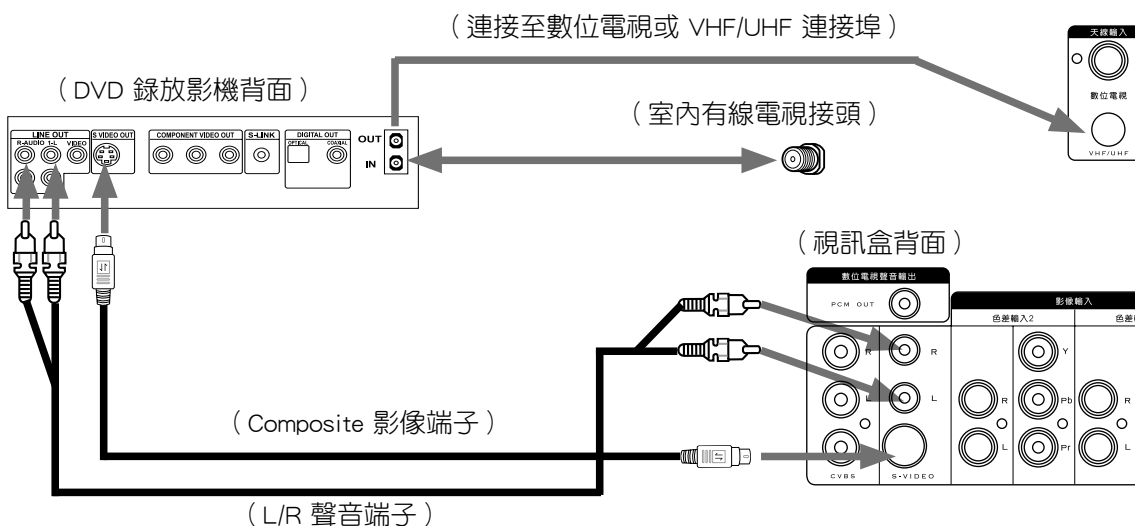 （連接至數位電視或 VHF/UHF 連接埠）
天線輸入
數位電視
VHF/UHF
（DVD 錄放影機背面）
（室內有線電視接頭）
LINE OUT
R-AUDIO 1-L VIDEO
S VIDEO OUT
COMPONENT VIDEO OUT
S-LINK
DIGITAL OUT
OPTICAL
COAXIAL
OUT
IN
（視訊盒背面）
數位電視聲音輸出
PCM OUT
影像輸入
色差輸入2
色差
R
R
Y
L
L
R
Pb
R
L
Pr
L
CVBS
S-VIDEO
（Composite 影像端子）
（L/R 聲音端子）